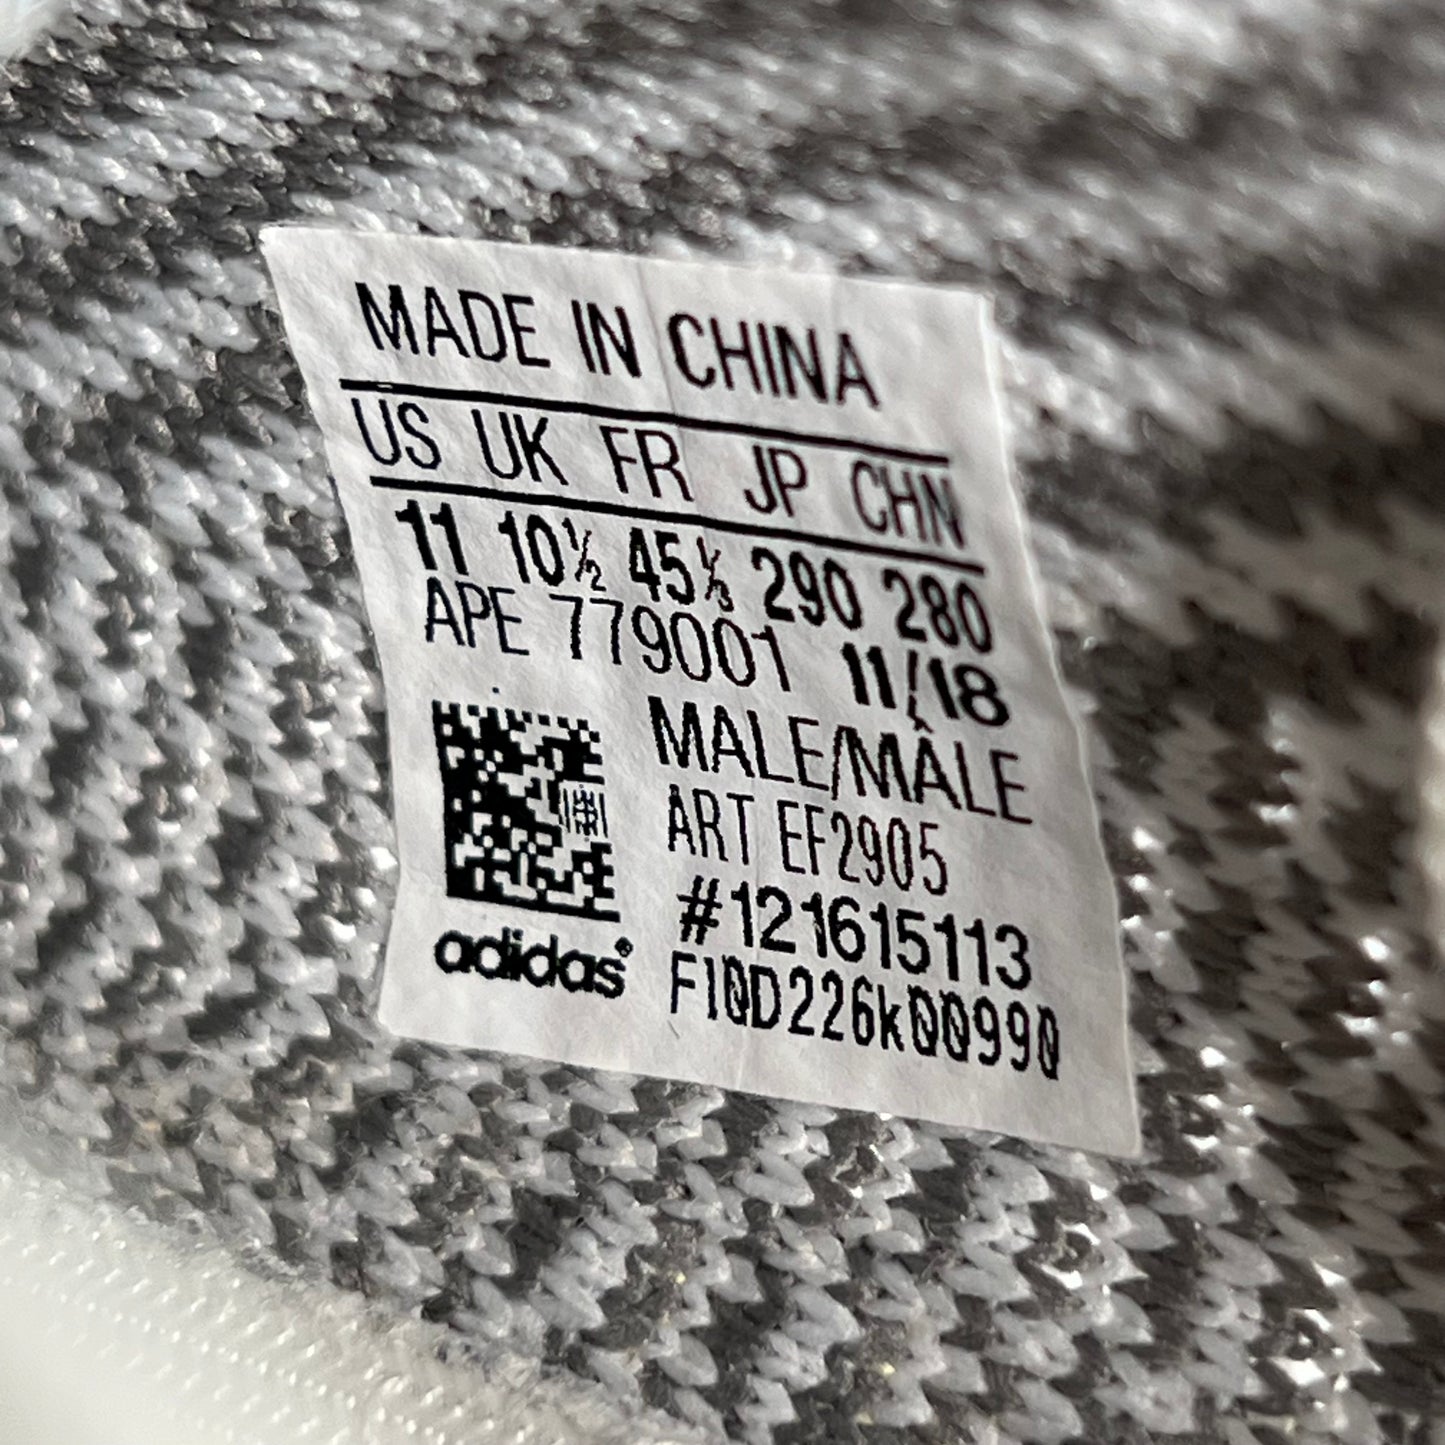 MADE IN CHINA
US UK FR JP CHN
11 10½ 45⅓ 290 280
APE 779001 11/18
MALE/MÂLE
ART EF2905
#121615113
F10D226k00990
adidas®